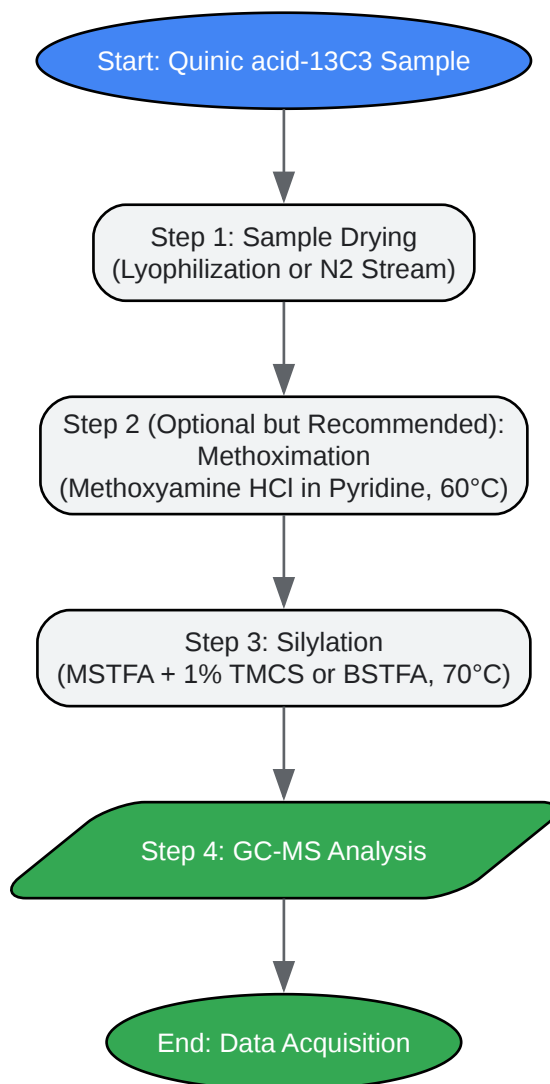 Start: Quinic acid-13C3 Sample
Step 1: Sample Drying
(Lyophilization or N2 Stream)
Step 2 (Optional but Recommended):
Methoximation
(Methoxyamine HCl in Pyridine, 60°C)
Step 3: Silylation
(MSTFA + 1% TMCS or BSTFA, 70°C)
Step 4: GC-MS Analysis
End: Data Acquisition